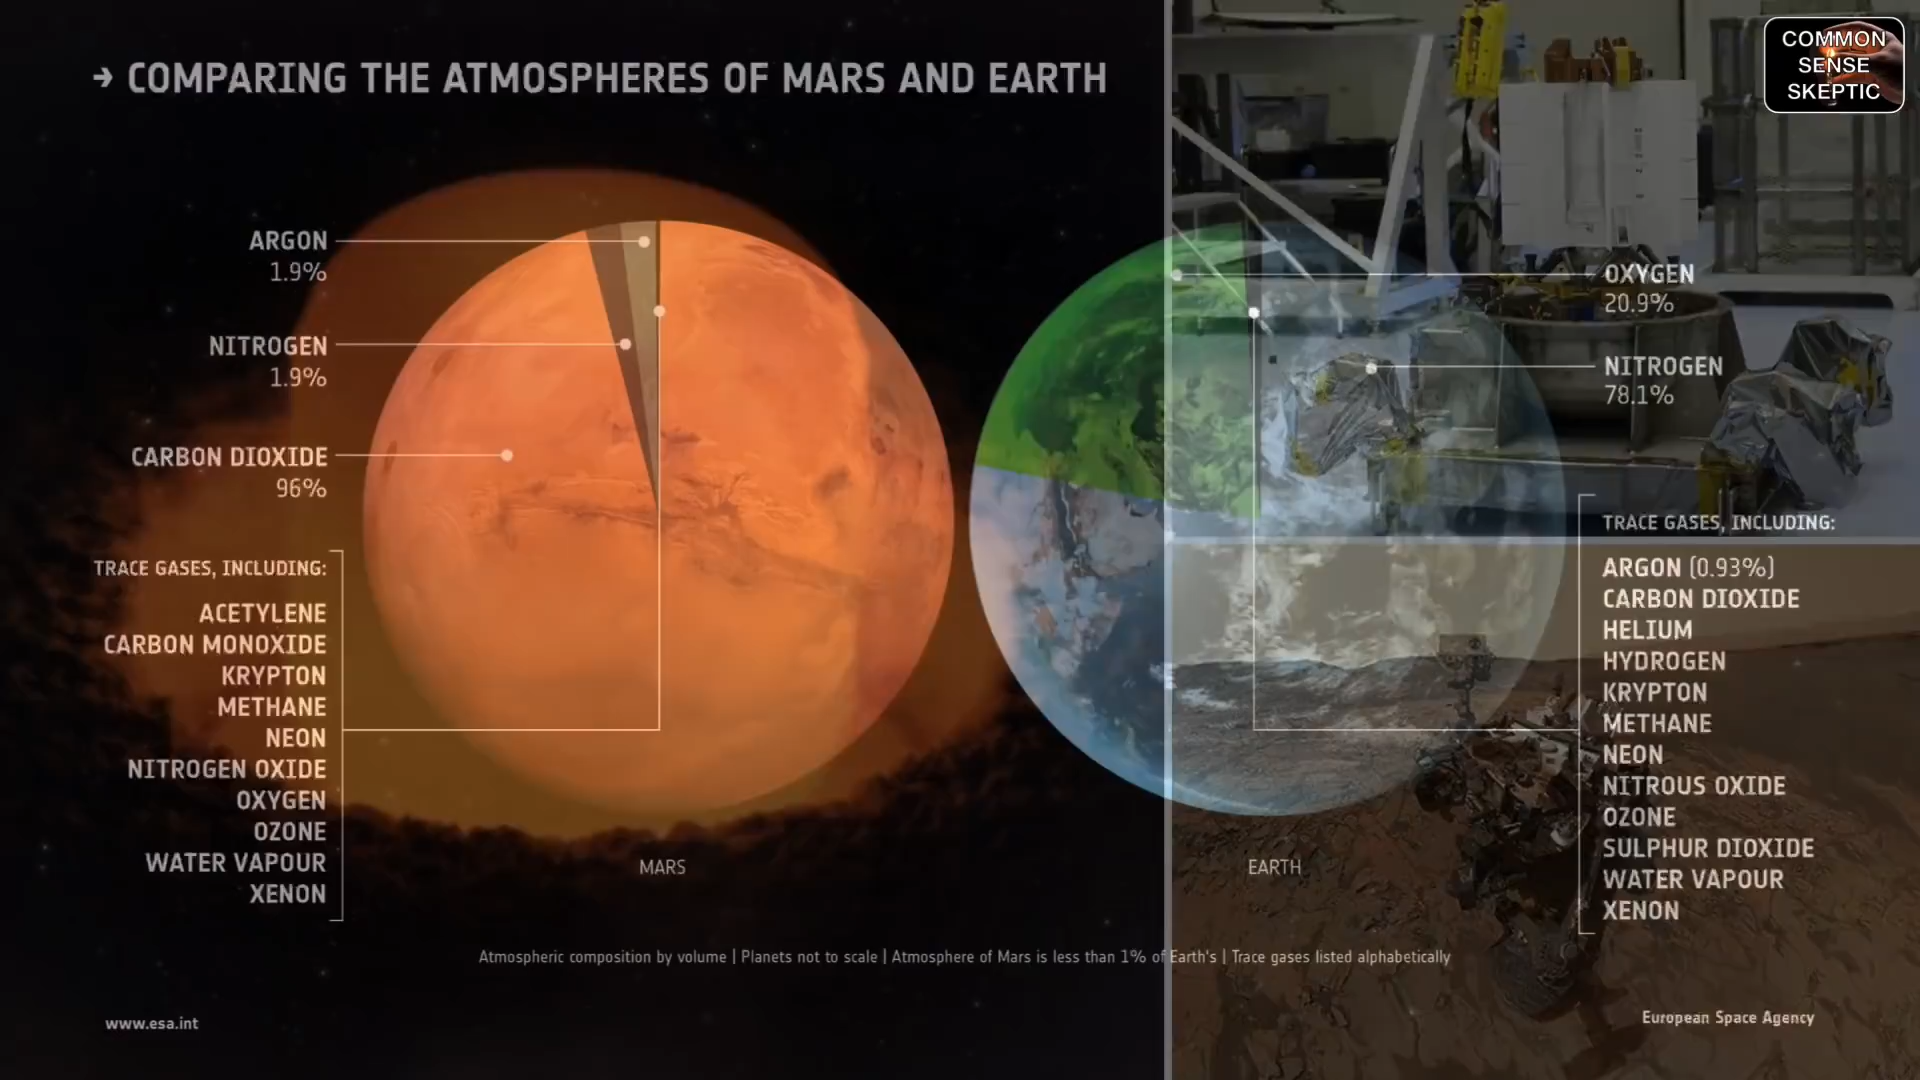 → COMPARING THE ATMOSPHERES OF MARS AND EARTH
COMMON
SENSE
SKEPTIC
ARGON
1.9%
NITROGEN
1.9%
CARBON DIOXIDE
96%
TRACE GASES, INCLUDING:
ACETYLENE
CARBON MONOXIDE
KRYPTON
METHANE
NEON
NITROGEN OXIDE
OXYGEN
OZONE
WATER VAPOUR
XENON
MARS
OXYGEN
20.9%
NITROGEN
78.1%
TRACE GASES, INCLUDING:
ARGON (0.93%)
CARBON DIOXIDE
HELIUM
HYDROGEN
KRYPTON
METHANE
NEON
NITROUS OXIDE
OZONE
SULPHUR DIOXIDE
WATER VAPOUR
XENON
EARTH
Atmospheric composition by volume | Planets not to scale | Atmosphere of Mars is less than 1% of Earth's | Trace gases listed alphabetically
www.esa.int
European Space Agency